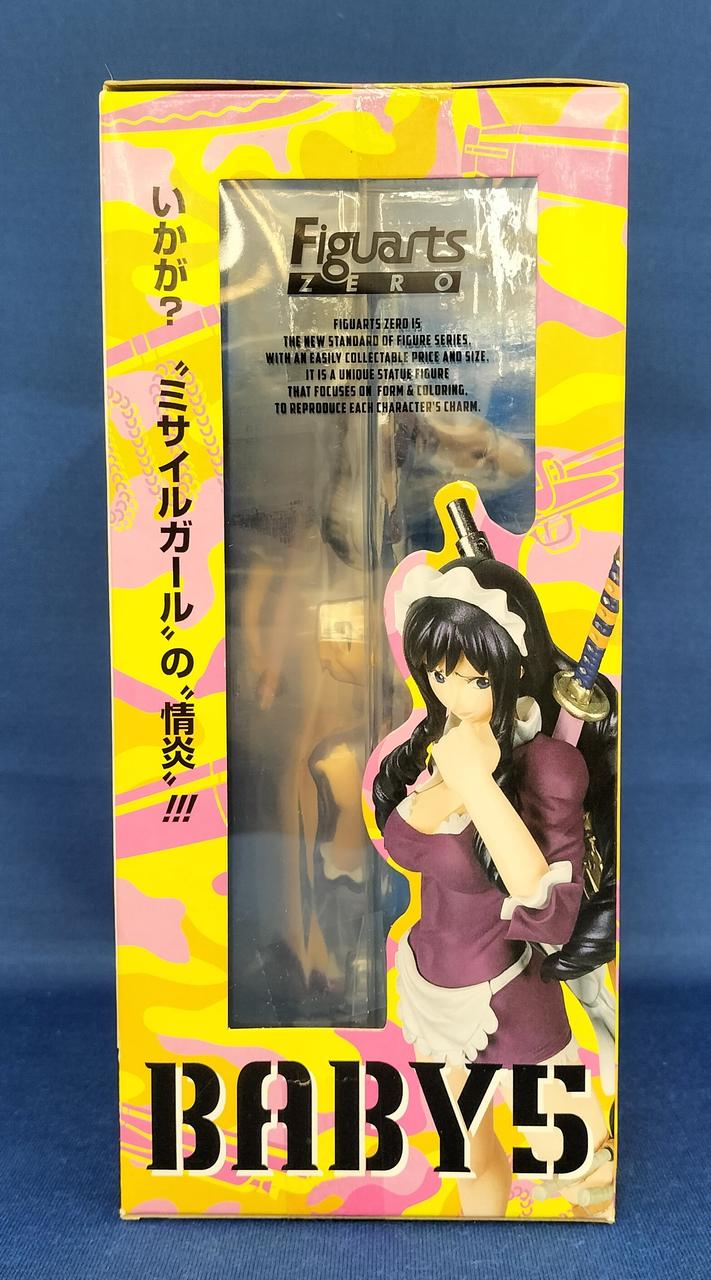 いかが? 〝ミサイルガール〟の〝情炎〟!!!
Figuarts
ZERO
FIGUARTS ZERO IS
THE NEW STANDARD OF FIGURE SERIES,
WITH AN EASILY COLLECTABLE PRICE AND SIZE.
IT IS A UNIQUE STATUE FIGURE
THAT FOCUSES ON FORM & COLORING,
TO REPRODUCE EACH CHARACTER'S CHARM.
BABY5